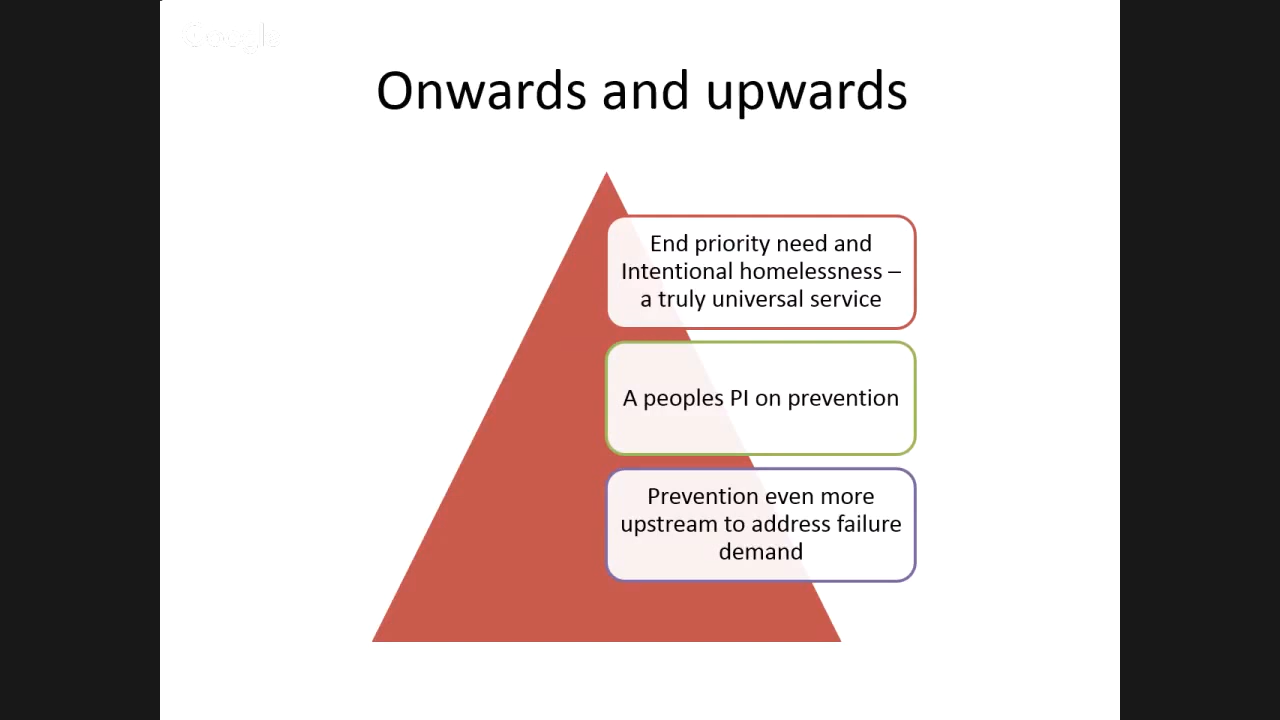 Google
Onwards and upwards
End priority need and
Intentional homelessness –
a truly universal service
A peoples PI on prevention
Prevention even more
upstream to address failure
demand